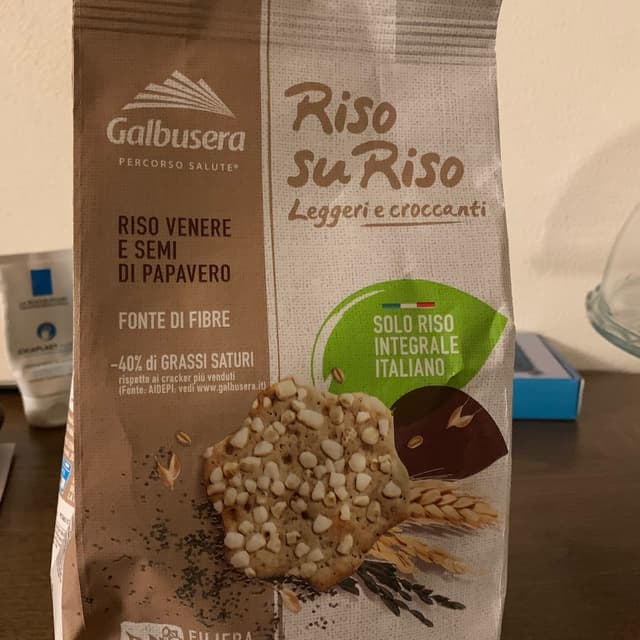 Galbusera
PERCORSO SALUTE®
Riso
su Riso
Leggeri e croccanti
RISO VENERE
E SEMI
DI PAPAVERO
FONTE DI FIBRE
-40% di GRASSI SATURI
rispetto ai cracker più venduti
(Fonte: AIDEPI: vedi www.galbusera.it)
SOLO RISO
INTEGRALE
ITALIANO
FILIERA